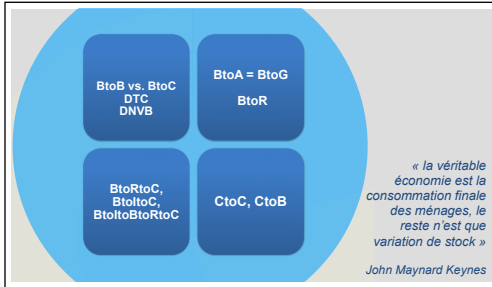 BtoB vs. BtoC
DTC
DNVB
BtoA = BtoG
BtoR
BtoRtoC,
BtoItoC,
BtoItoBtoRtoC
CtoC, CtoB
« la véritable
économie est la
consommation finale
des ménages, le
reste n’est que
variation de stock »
John Maynard Keynes